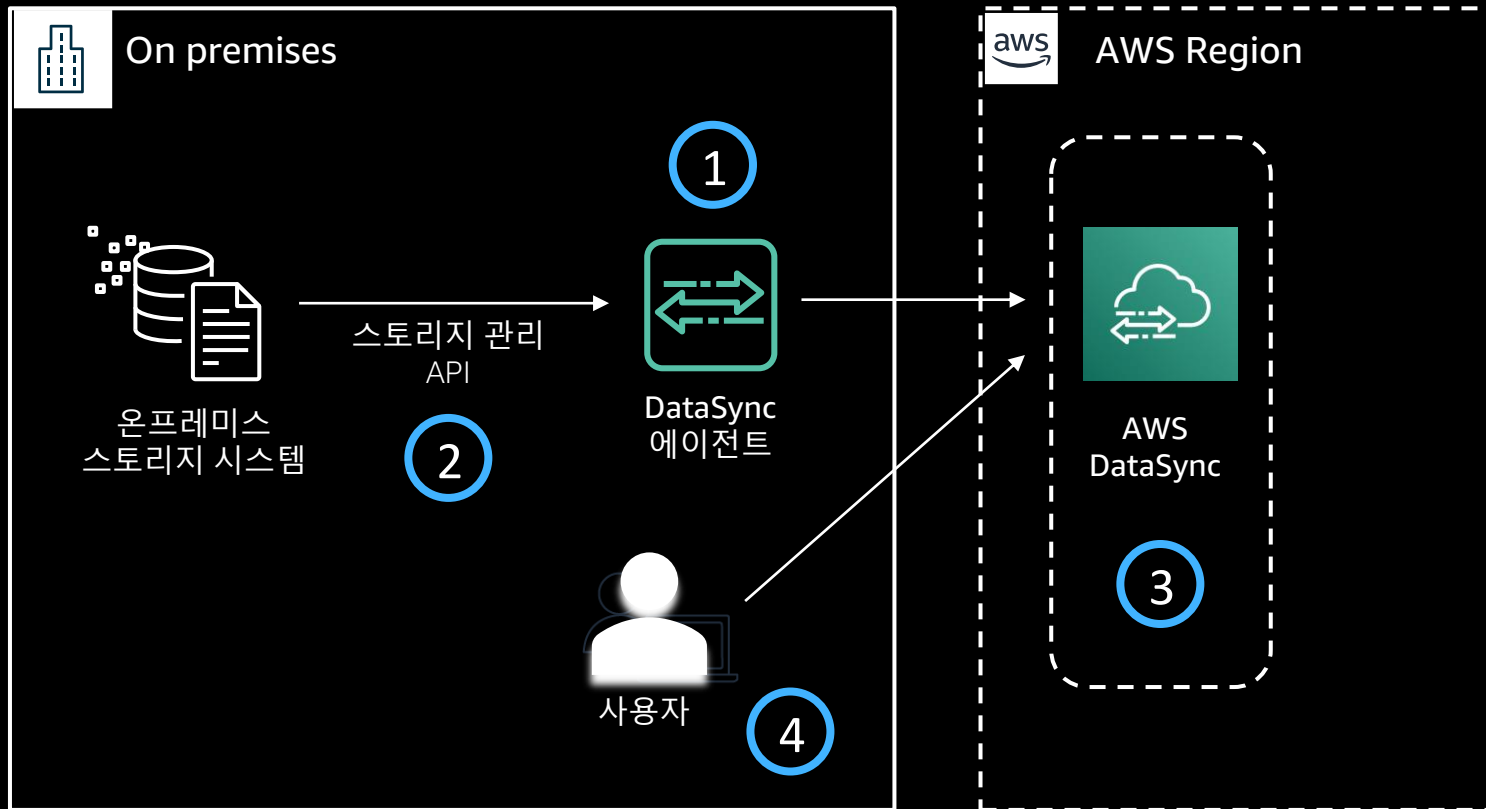 On premises
aws
AWS Region
1
스토리지 관리
API
온프레미스
스토리지 시스템
2
DataSync
에이전트
AWS
DataSync
3
사용자
4